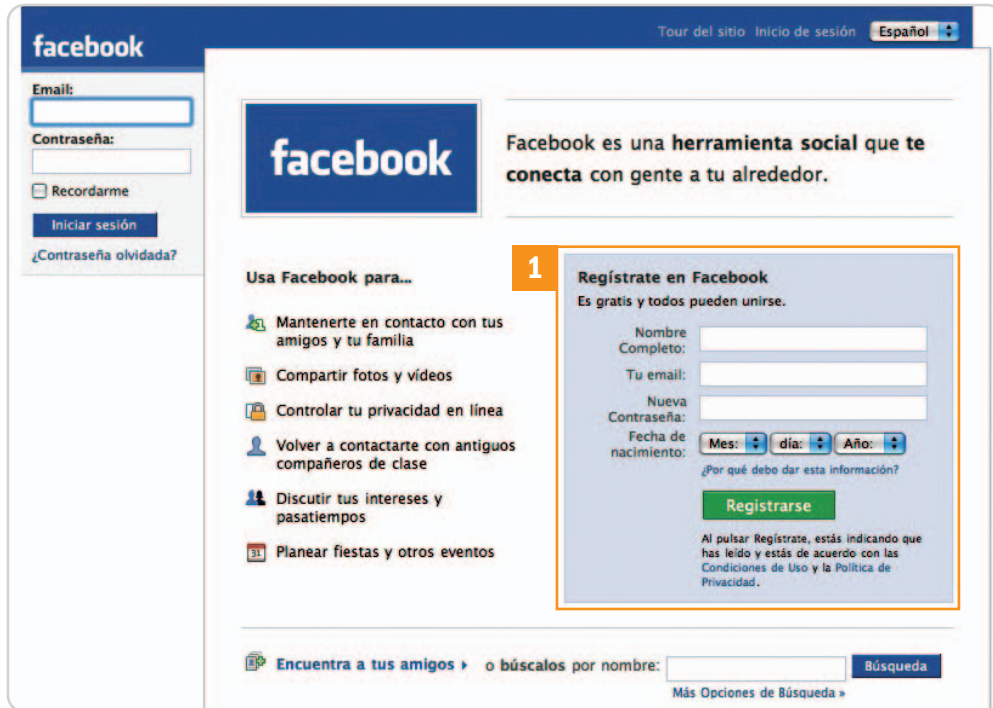 facebook
Tour del sitio Inicio de sesión Español
Email:
Contraseña:
Recordarme
Iniciar sesión
¿Contraseña olvidada?
facebook
Facebook es una herramienta social que te
conecta con gente a tu alrededor.
Usa Facebook para...
Mantenerte en contacto con tus
amigos y tu familia
Compartir fotos y vídeos
Controlar tu privacidad en línea
Volver a contactarte con antiguos
compañeros de clase
Discutir tus intereses y
pasatiempos
31
Planear fiestas y otros eventos
1
Regístrate en Facebook
Es gratis y todos pueden unirse.
Nombre
Completo:
Tu email:
Nueva
Contraseña:
Fecha de
nacimiento:
Mes: día: Año:
¿Por qué debo dar esta información?
Registrarse
Al pulsar Regístrate, estás indicando que
has leído y estás de acuerdo con las
Condiciones de Uso y la Política de
Privacidad.
Encuentra a tus amigos ▸ o búscalos por nombre: Búsqueda
Más Opciones de Búsqueda »